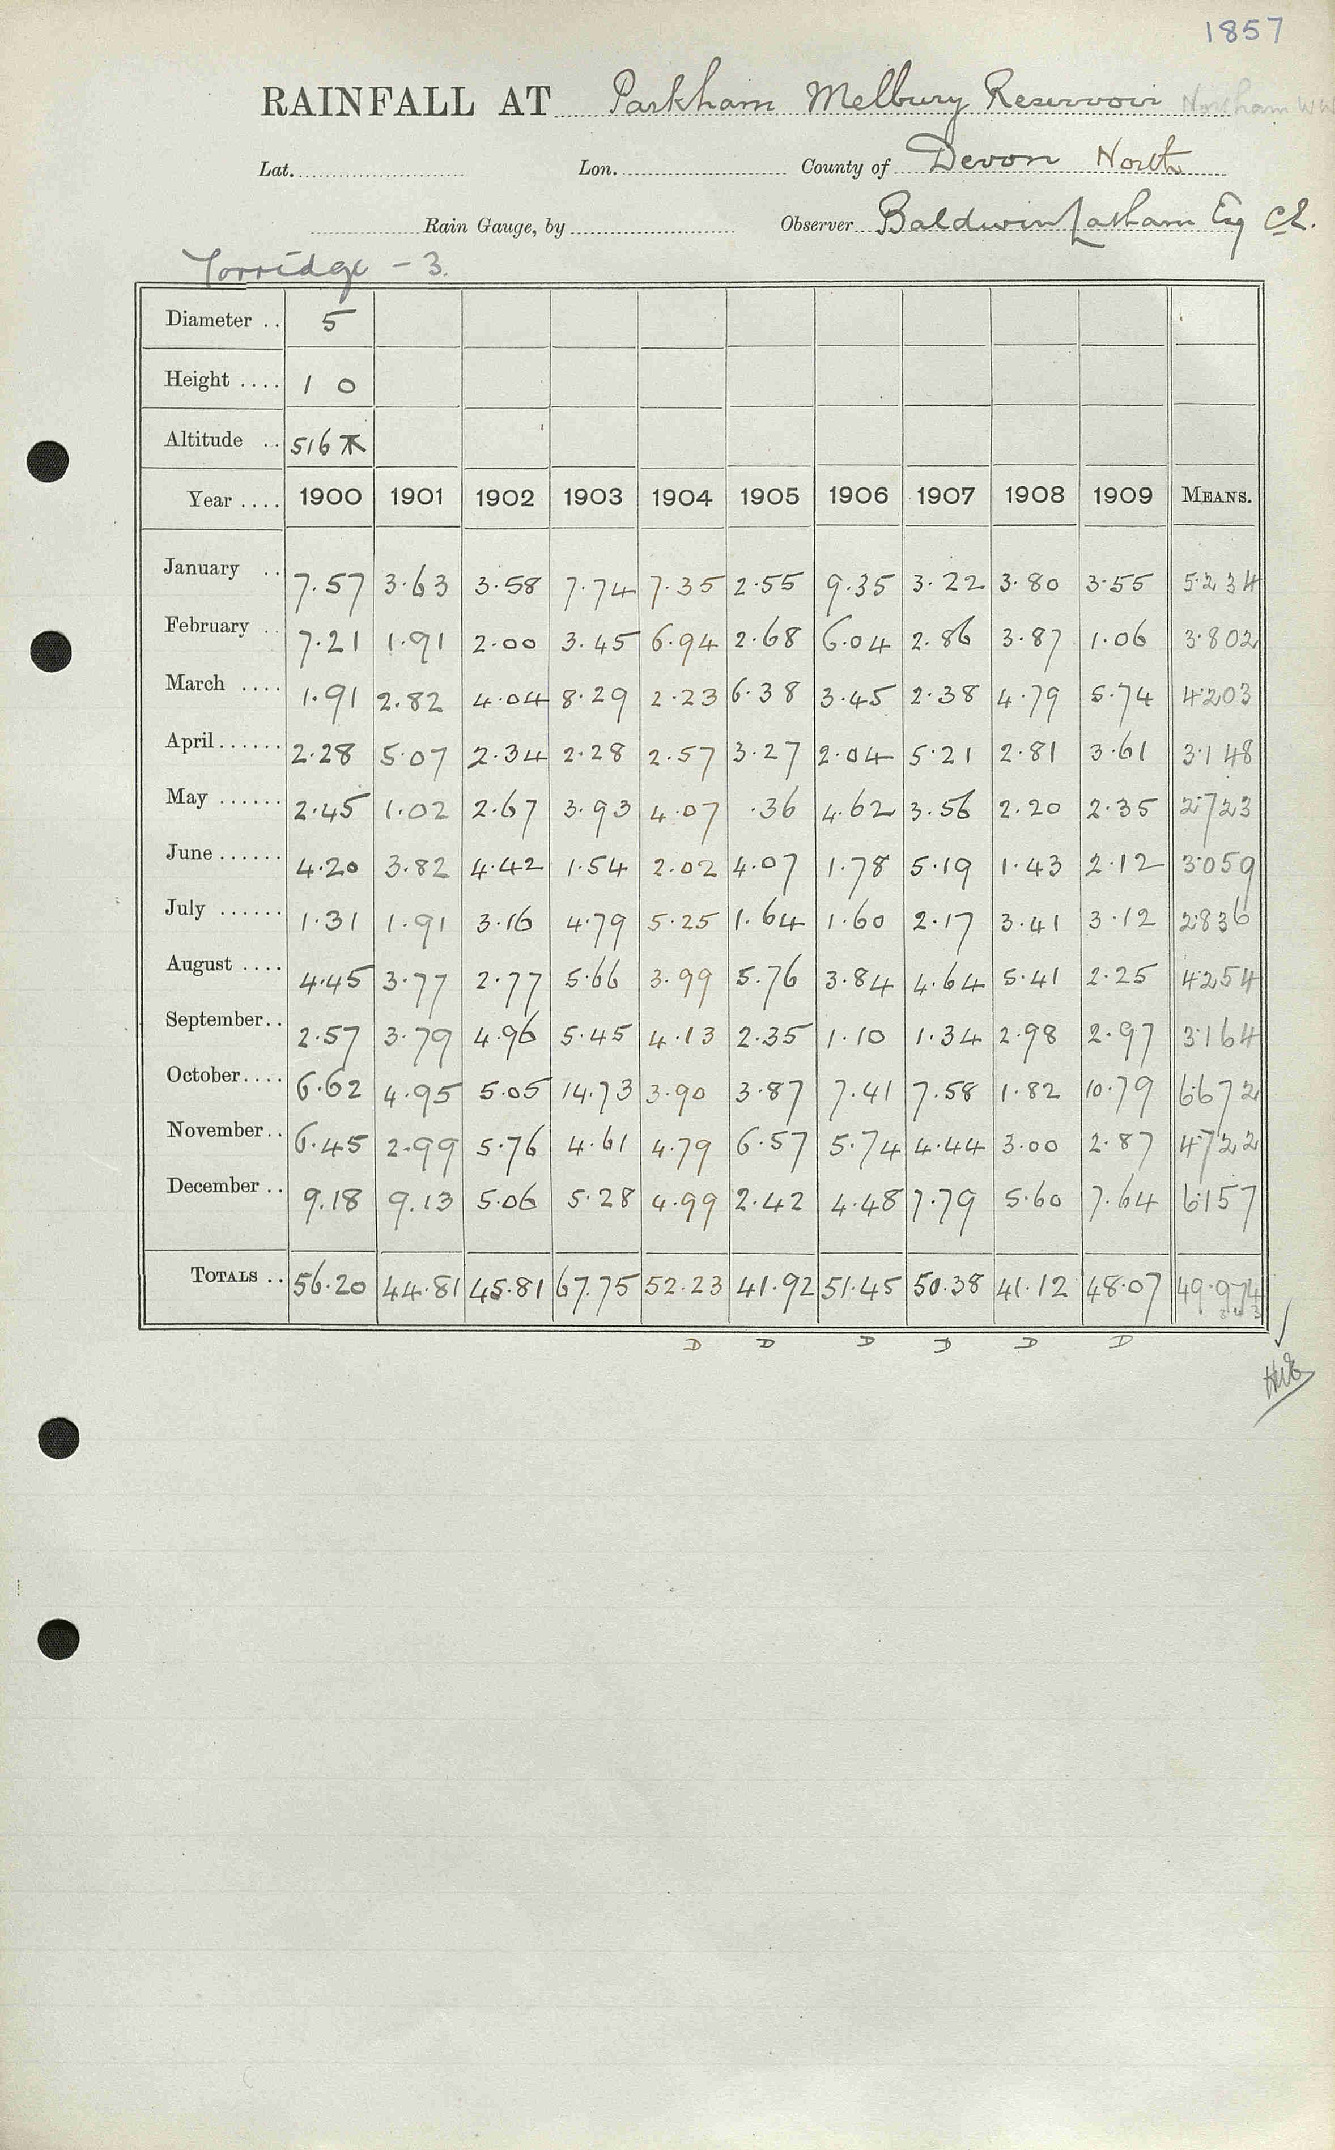 1857
RAINFALL AT Parkham Melbury Reservoir Northam WW
Lat. Lon. County of Devon North
Rain Gauge, by Observer Baldwin Latham Esq C.E.
Torridge - 3.
Diameter .. 5
Height .... 1 0
Altitude .. 516
Year .... 1900 1901 1902 1903 1904 1905 1906 1907 1908 1909 MEANS.
January .. 7.57 3.63 3.58 7.74 7.35 2.55 9.35 3.22 3.80 3.55 5.234
February .. 7.21 1.91 2.00 3.45 6.94 2.68 6.04 2.86 3.87 1.06 3.802
March .... 1.91 2.82 4.04 8.29 2.23 6.38 3.45 2.38 4.79 5.74 4.203
April ...... 2.28 5.07 2.34 2.28 2.57 3.27 2.04 5.21 2.81 3.61 3.148
May ...... 2.45 1.02 2.67 3.93 4.07 .36 4.62 3.56 2.20 2.35 2.723
June ...... 4.20 3.82 4.42 1.54 2.02 4.07 1.78 5.19 1.43 2.12 3.059
July ...... 1.31 1.91 3.16 4.79 5.25 1.64 1.60 2.17 3.41 3.12 2.836
August .... 4.45 3.77 2.77 5.66 3.99 5.76 3.84 4.64 5.41 2.25 4.254
September .. 2.57 3.79 4.96 5.45 4.13 2.35 1.10 1.34 2.98 2.97 3.164
October .... 6.62 4.95 5.05 14.73 3.90 3.87 7.41 7.58 1.82 10.79 6.672
November .. 6.45 2.99 5.76 4.61 4.79 6.57 5.74 4.44 3.00 2.87 4.722
December .. 9.18 9.13 5.06 5.28 4.99 2.42 4.48 7.79 5.60 7.64 6.157
TOTALS .. 56.20 44.81 45.81 67.75 52.23 41.92 51.45 50.38 41.12 48.07 49.974
D D D D D D